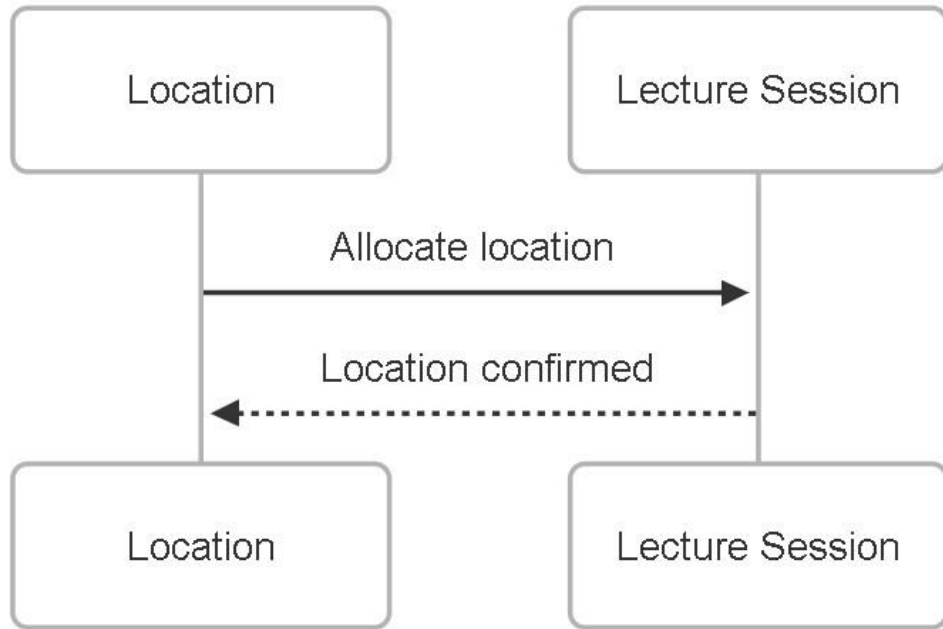 Location
Lecture Session
Allocate location
Location confirmed
Location
Lecture Session